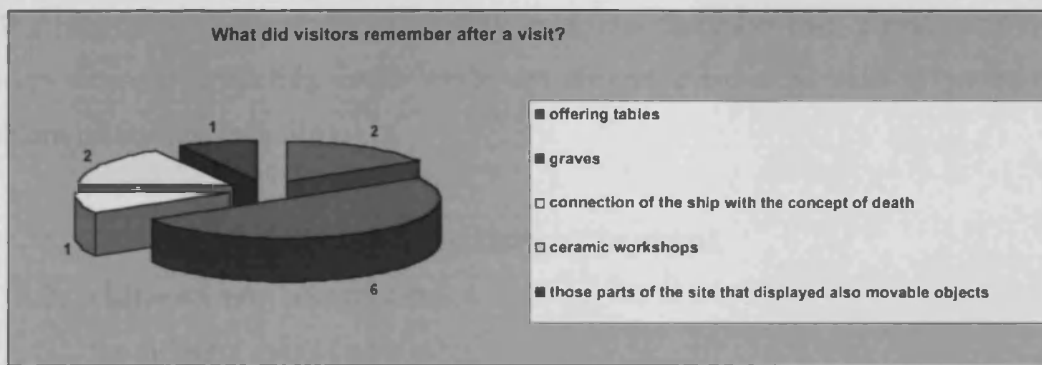 What did visitors remember after a visit?
1
2
2
1
6
offering tables
graves
connection of the ship with the concept of death
ceramic workshops
those parts of the site that displayed also movable objects